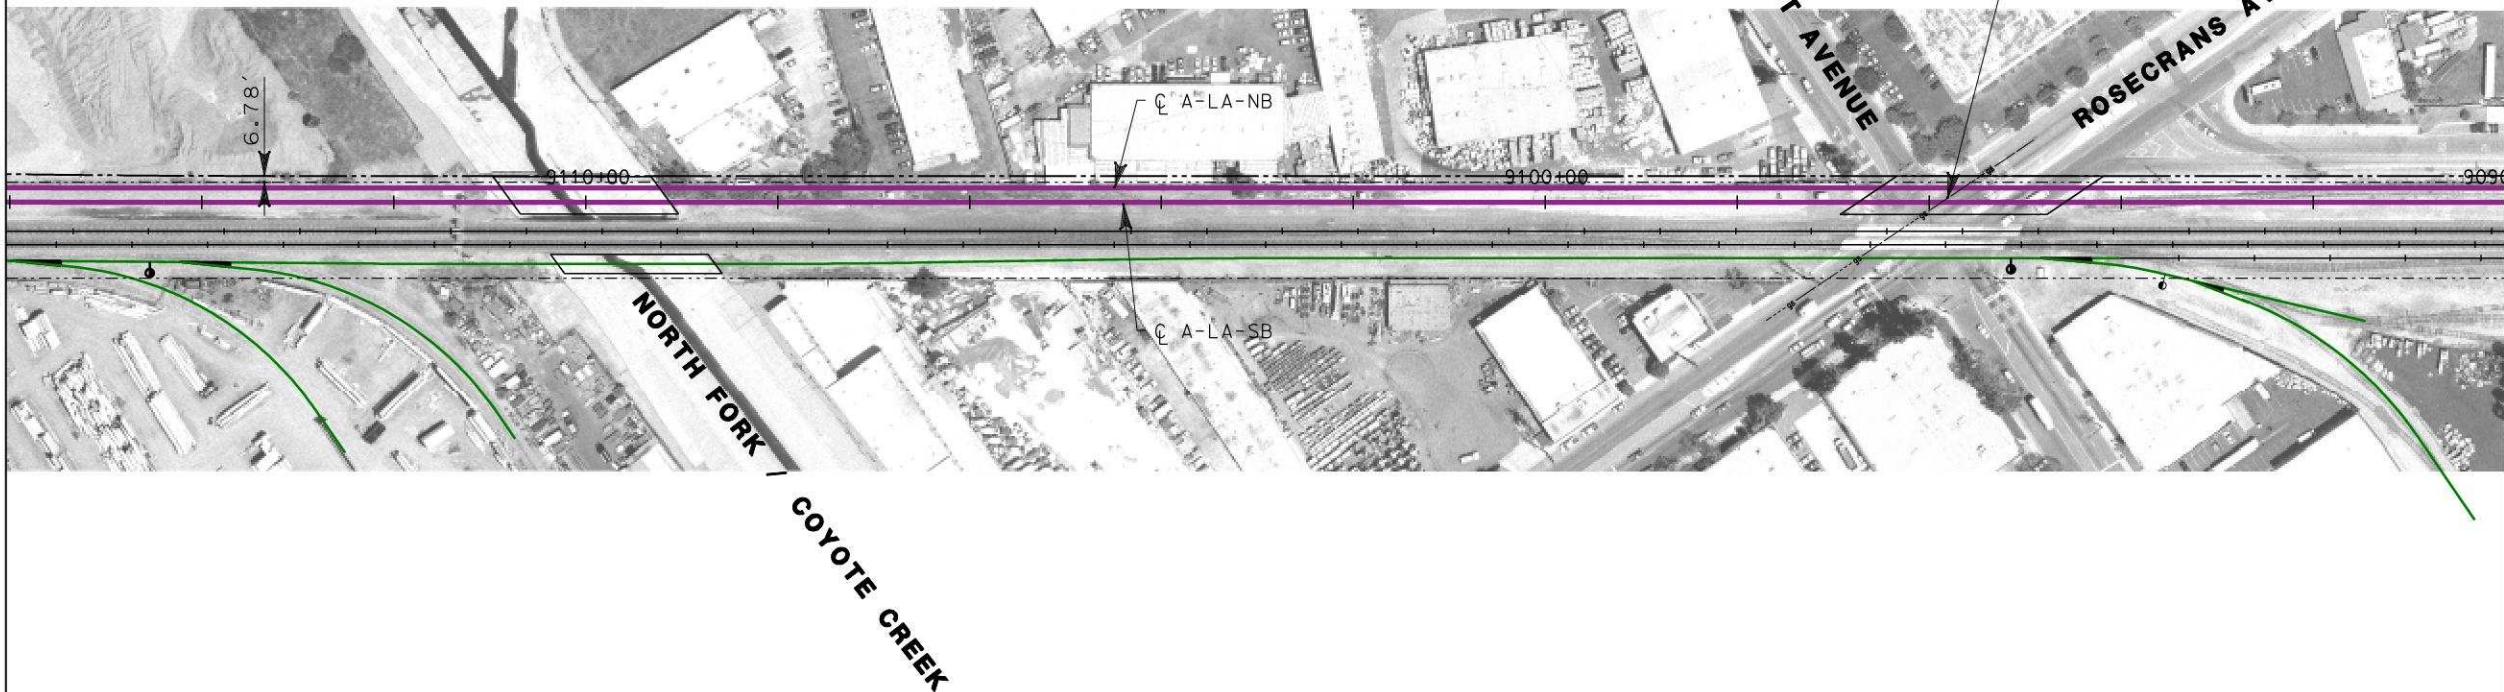 6.78'
℄ A-LA-NB
AVENUE
ROSECRANS
9110+00
9100+00
℄ A-LA-SB
NORTH FORK /
COYOTE CREEK